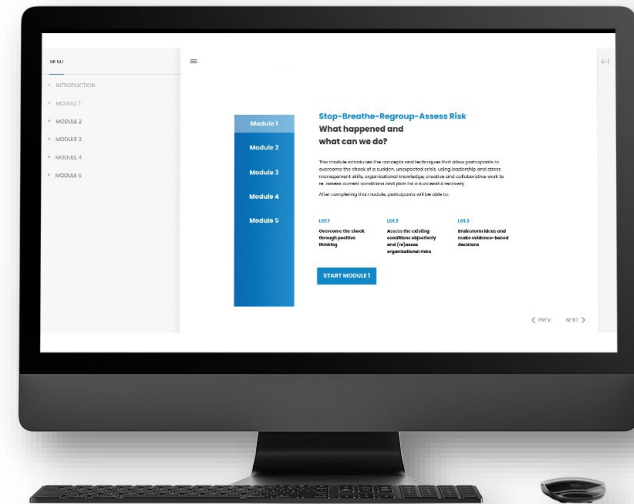 MENU
INTRODUCTION
MODULE 1
MODULE 2
MODULE 3
MODULE 4
MODULE 5
Module 1
Module 2
Module 3
Module 4
Module 5
Stop-Breathe-Regroup-Assess Risk
What happened and
what can we do?
The module introduces the concepts and techniques that allow participants to
overcome the shock of a sudden, unexpected crisis, using leadership and stress
management skills, organisational knowledge, creative and collaborative work to
re-assess current conditions and plan for a successful recovery.
After completing this module, participants will be able to:
LO1.1
Overcome the shock
through positive
thinking
LO1.2
Assess the existing
conditions objectively
and (re)assess
organisational risks
LO1.3
Brainstorm ideas and
make evidence-based
decisions
START MODULE 1
PREV
NEXT